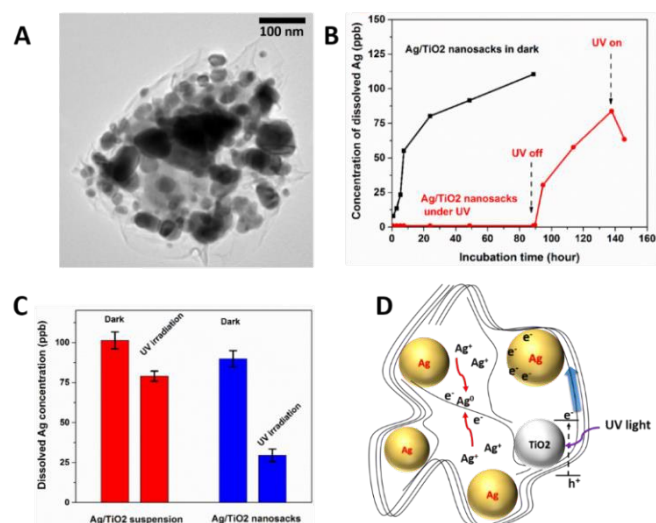 A
100 nm
B
Concentration of dissolved Ag (ppb)
150
125
100
75
50
25
0
Ag/TiO2 nanosacks in dark
UV on
UV off
Ag/TiO2 nanosacks
under UV
0 20 40 60 80 100 120 140 160
Incubation time (hour)
C
Dissolved Ag concentration (ppb)
100
75
50
25
0
Dark
UV irradiation
Dark
UV irradiation
Ag/TiO2 suspension
Ag/TiO2 nanosacks
D
Ag
Ag⁺
Ag⁺
e⁻
e⁻
e⁻
e⁻
Ag
e⁻
Ag⁰
e⁻
e⁻
Ag⁺
Ag⁺
TiO2
UV light
h⁺
Ag
Ag